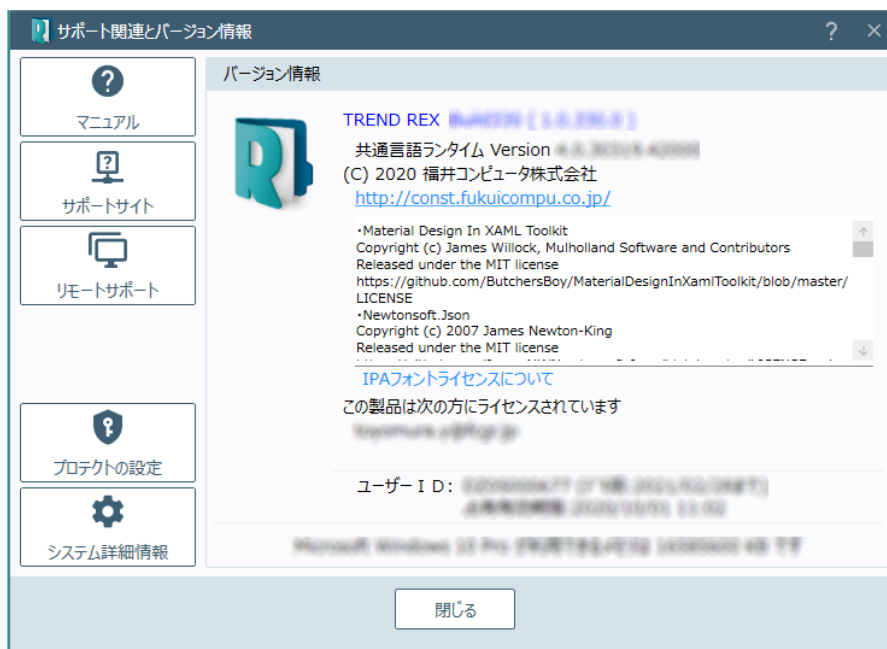 サポート関連とバージョン情報
?
×
マニュアル
サポートサイト
リモートサポート
プロテクトの設定
システム詳細情報
バージョン情報
TREND REX
共通言語ランタイム Version
(C) 2020 福井コンピュータ株式会社
http://const.fukuicompu.co.jp/
・Material Design In XAML Toolkit
Copyright (c) James Willock, Mulholland Software and Contributors
Released under the MIT license
https://github.com/ButchersBoy/MaterialDesignInXamlToolkit/blob/master/
LICENSE
・Newtonsoft.Json
Copyright (c) 2007 James Newton-King
Released under the MIT license
IPAフォントライセンスについて
この製品は次の方にライセンスされています
ユーザーＩＤ:
閉じる